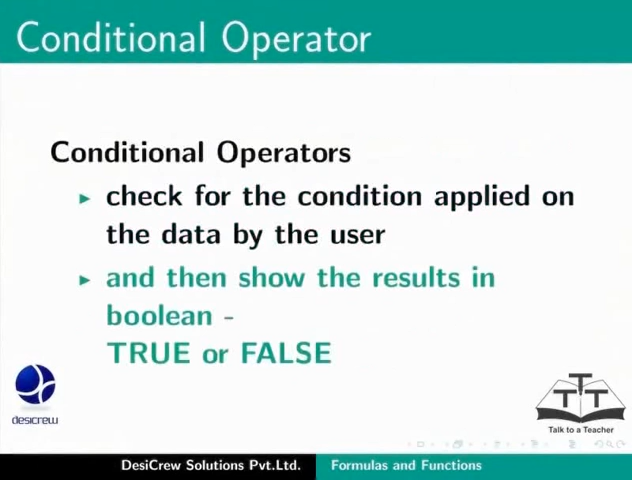 Conditional Operator
Conditional Operators
check for the condition applied on
the data by the user
and then show the results in
boolean -
TRUE or FALSE
desicrew
T
T T
Talk to a Teacher
DesiCrew Solutions Pvt.Ltd. Formulas and Functions